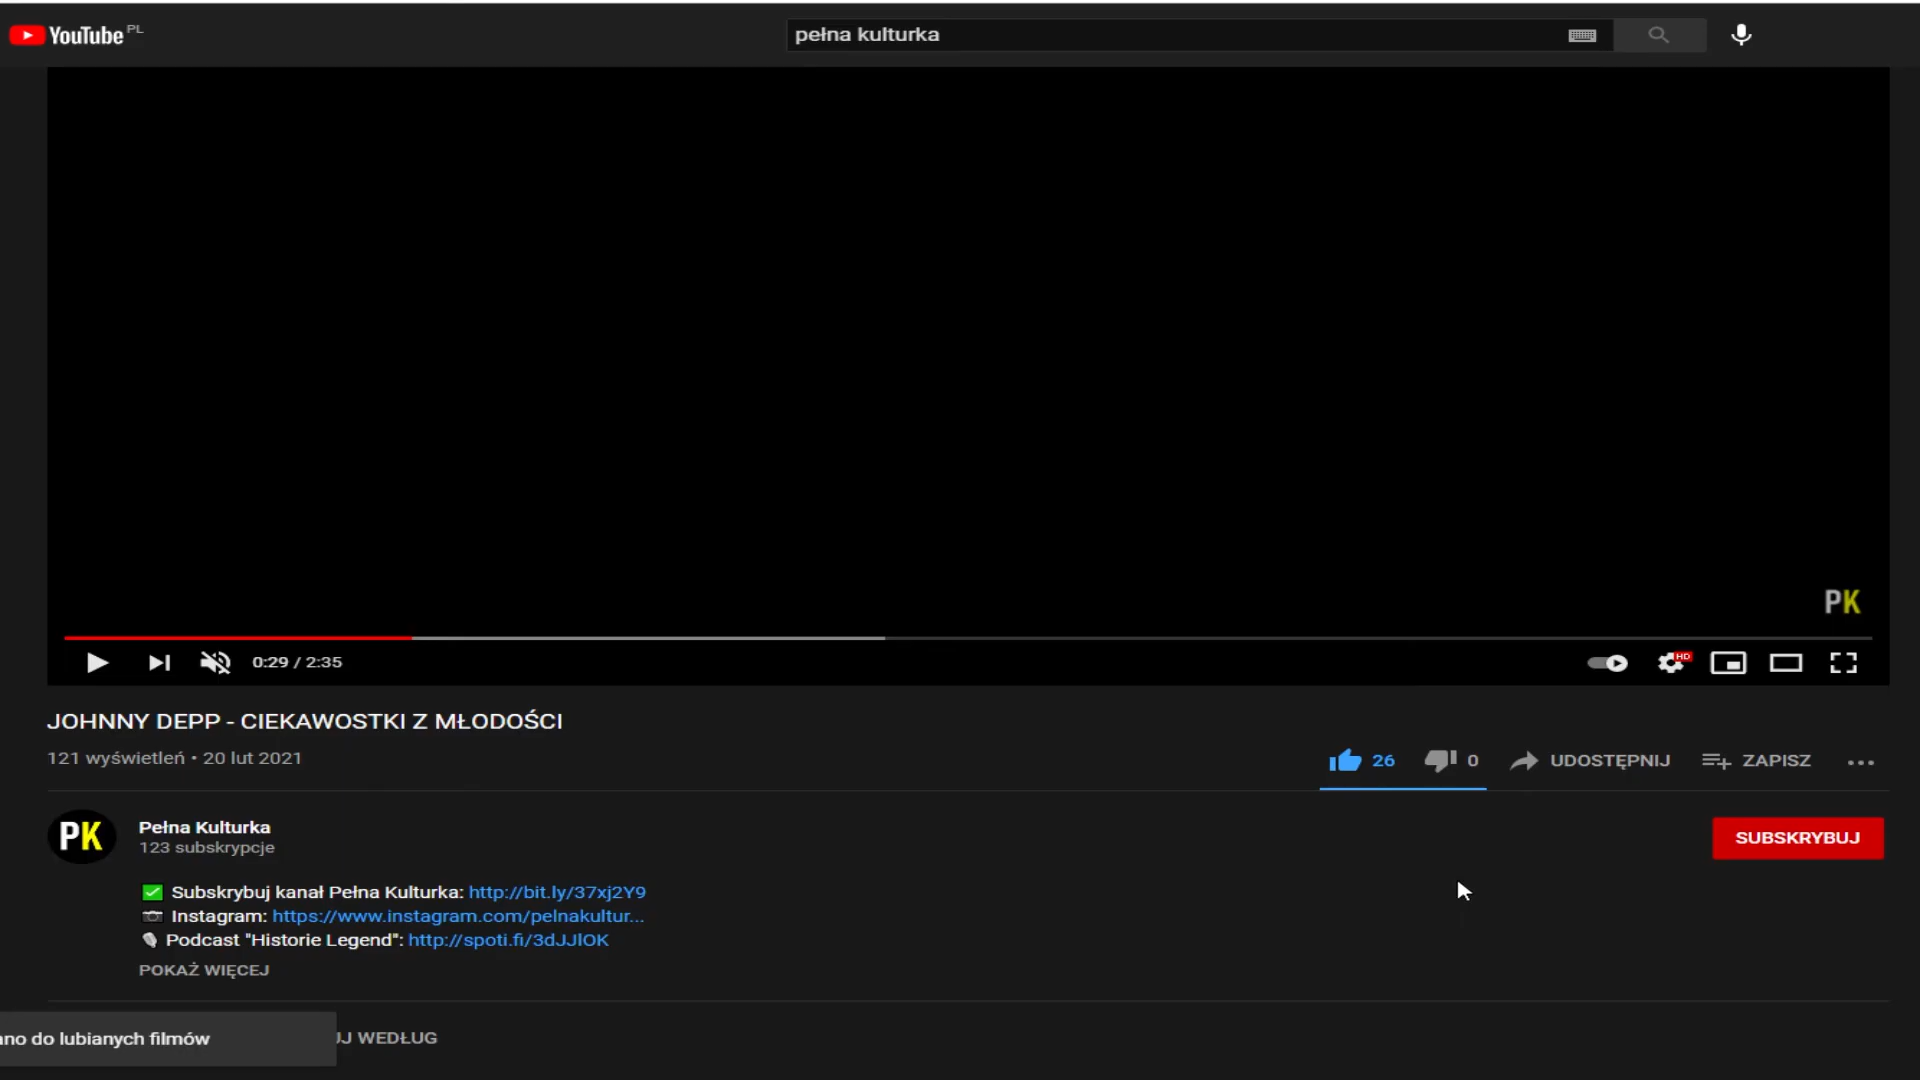 YouTube PL
pełna kulturka
PK
HD
0:29 / 2:35
JOHNNY DEPP - CIEKAWOSTKI Z MŁODOŚCI
121 wyświetleń • 20 lut 2021
26
0
UDOSTĘPNIJ
ZAPISZ
PK
Pełna Kulturka
123 subskrypcje
SUBSKRYBUJ
Subskrybuj kanał Pełna Kulturka: http://bit.ly/37xj2Y9
Instagram: https://www.instagram.com/pelnakultur...
Podcast "Historie Legend": http://spoti.fi/3dJJlOK
POKAŻ WIĘCEJ
do lubianych filmów
WEDŁUG